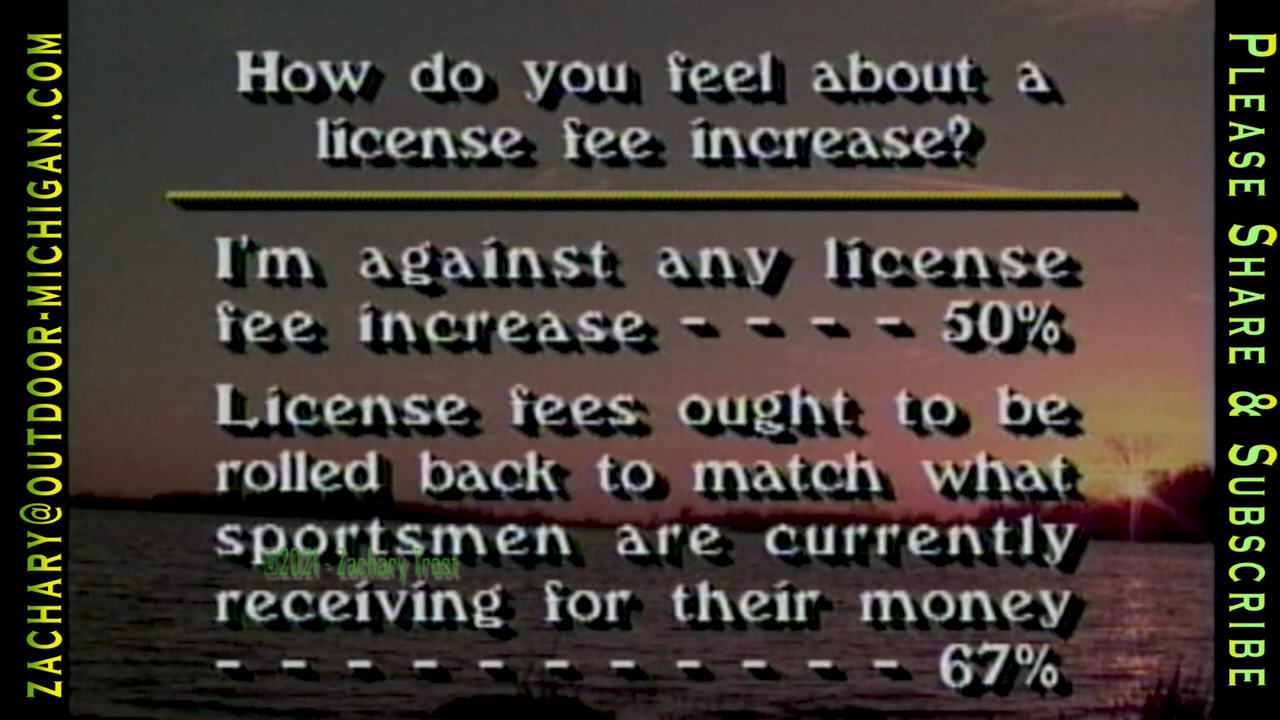 How do you feel about a
license fee increase?
I'm against any license
fee increase - - - - 50%
License fees ought to be
rolled back to match what
sportsmen are currently
receiving for their money
- - - - - - - - - - - 67%
©2021 - Zachary Trost
ZACHARY@OUTDOOR-MICHIGAN.COM
PLEASE SHARE & SUBSCRIBE